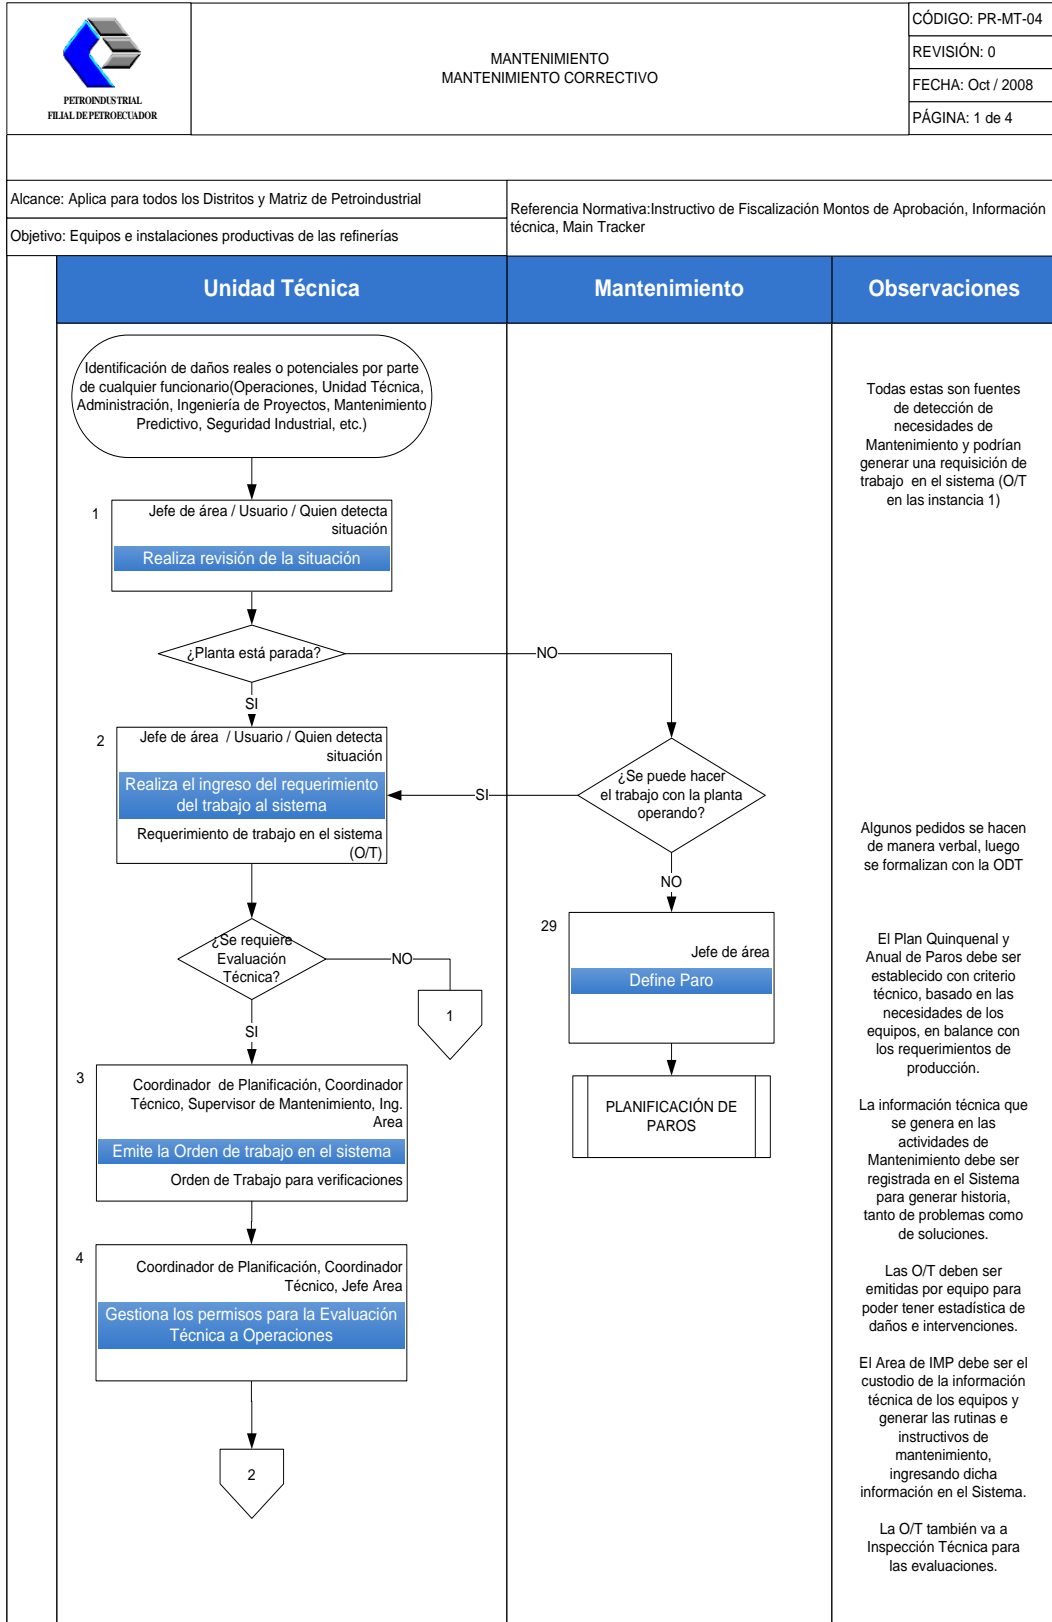 PETROINDUSTRIAL
FILIAL DE PETROECUADOR
MANTENIMIENTO
MANTENIMIENTO CORRECTIVO
CÓDIGO: PR-MT-04
REVISIÓN: 0
FECHA: Oct / 2008
PÁGINA: 1 de 4
Alcance: Aplica para todos los Distritos y Matriz de Petroindustrial
Objetivo: Equipos e instalaciones productivas de las refinerías
Referencia Normativa:Instructivo de Fiscalización Montos de Aprobación, Información
técnica, Main Tracker
Unidad Técnica
Mantenimiento
Observaciones
Identificación de daños reales o potenciales por parte
de cualquier funcionario(Operaciones, Unidad Técnica,
Administración, Ingeniería de Proyectos, Mantenimiento
Predictivo, Seguridad Industrial, etc.)
Todas estas son fuentes
de detección de
necesidades de
Mantenimiento y podrían
generar una requisición de
trabajo en el sistema (O/T
en las instancia 1)
1
Jefe de área / Usuario / Quien detecta
situación
Realiza revisión de la situación
¿Planta está parada?
NO
SI
2
Jefe de área / Usuario / Quien detecta
situación
Realiza el ingreso del requerimiento
del trabajo al sistema
Requerimiento de trabajo en el sistema
(O/T)
SI
¿Se puede hacer
el trabajo con la planta
operando?
NO
Algunos pedidos se hacen
de manera verbal, luego
se formalizan con la ODT
¿Se requiere
Evaluación
Técnica?
NO
1
SI
29
Jefe de área
Define Paro
PLANIFICACIÓN DE
PAROS
El Plan Quinquenal y
Anual de Paros debe ser
establecido con criterio
técnico, basado en las
necesidades de los
equipos, en balance con
los requerimientos de
producción.
3
Coordinador de Planificación, Coordinador
Técnico, Supervisor de Mantenimiento, Ing.
Area
Emite la Orden de trabajo en el sistema
Orden de Trabajo para verificaciones
La información técnica que
se genera en las
actividades de
Mantenimiento debe ser
registrada en el Sistema
para generar historia,
tanto de problemas como
de soluciones.
4
Coordinador de Planificación, Coordinador
Técnico, Jefe Area
Gestiona los permisos para la Evaluación
Técnica a Operaciones
2
Las O/T deben ser
emitidas por equipo para
poder tener estadística de
daños e intervenciones.
El Area de IMP debe ser el
custodio de la información
técnica de los equipos y
generar las rutinas e
instructivos de
mantenimiento,
ingresando dicha
información en el Sistema.
La O/T también va a
Inspección Técnica para
las evaluaciones.